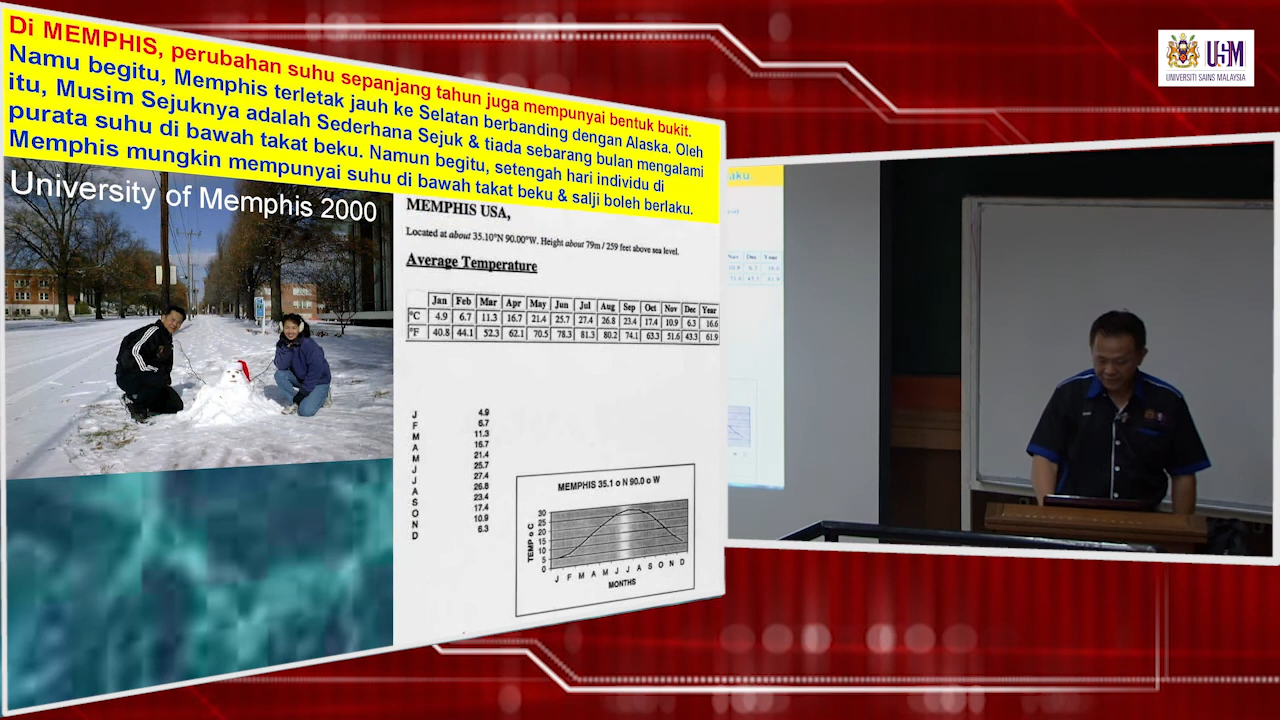 Di MEMPHIS, perubahan suhu sepanjang tahun juga mempunyai bentuk bukit.
Namu begitu, Memphis terletak jauh ke Selatan berbanding dengan Alaska. Oleh
itu, Musim Sejuknya adalah Sederhana Sejuk & tiada sebarang bulan mengalami
purata suhu di bawah takat beku. Namun begitu, setengah hari individu di
Memphis mungkin mempunyai suhu di bawah takat beku & salji boleh berlaku.
University of Memphis 2000
MEMPHIS USA,
Located at about 35.10°N 90.00°W. Height about 79m / 259 feet above sea level.
Average Temperature
Jan Feb Mar Apr May Jun Jul Aug Sep Oct Nov Dec Year
°C 4.9 6.7 11.3 16.7 21.4 25.7 27.4 26.8 23.4 17.4 10.9 6.3 16.6
°F 40.8 44.1 52.3 62.1 70.5 78.3 81.3 80.2 74.1 63.3 51.6 43.3 61.9
J 4.9
F 6.7
M 11.3
A 16.7
M 21.4
J 25.7
J 27.4
A 26.8
S 23.4
O 17.4
N 10.9
D 6.3
MEMPHIS 35.1 o N 90.0 o W
TEMP o C
30
25
20
15
10
5
0
J F M A M J J A S O N D
MONTHS
USM
UNIVERSITI SAINS MALAYSIA
aku.
Nov Dec Year